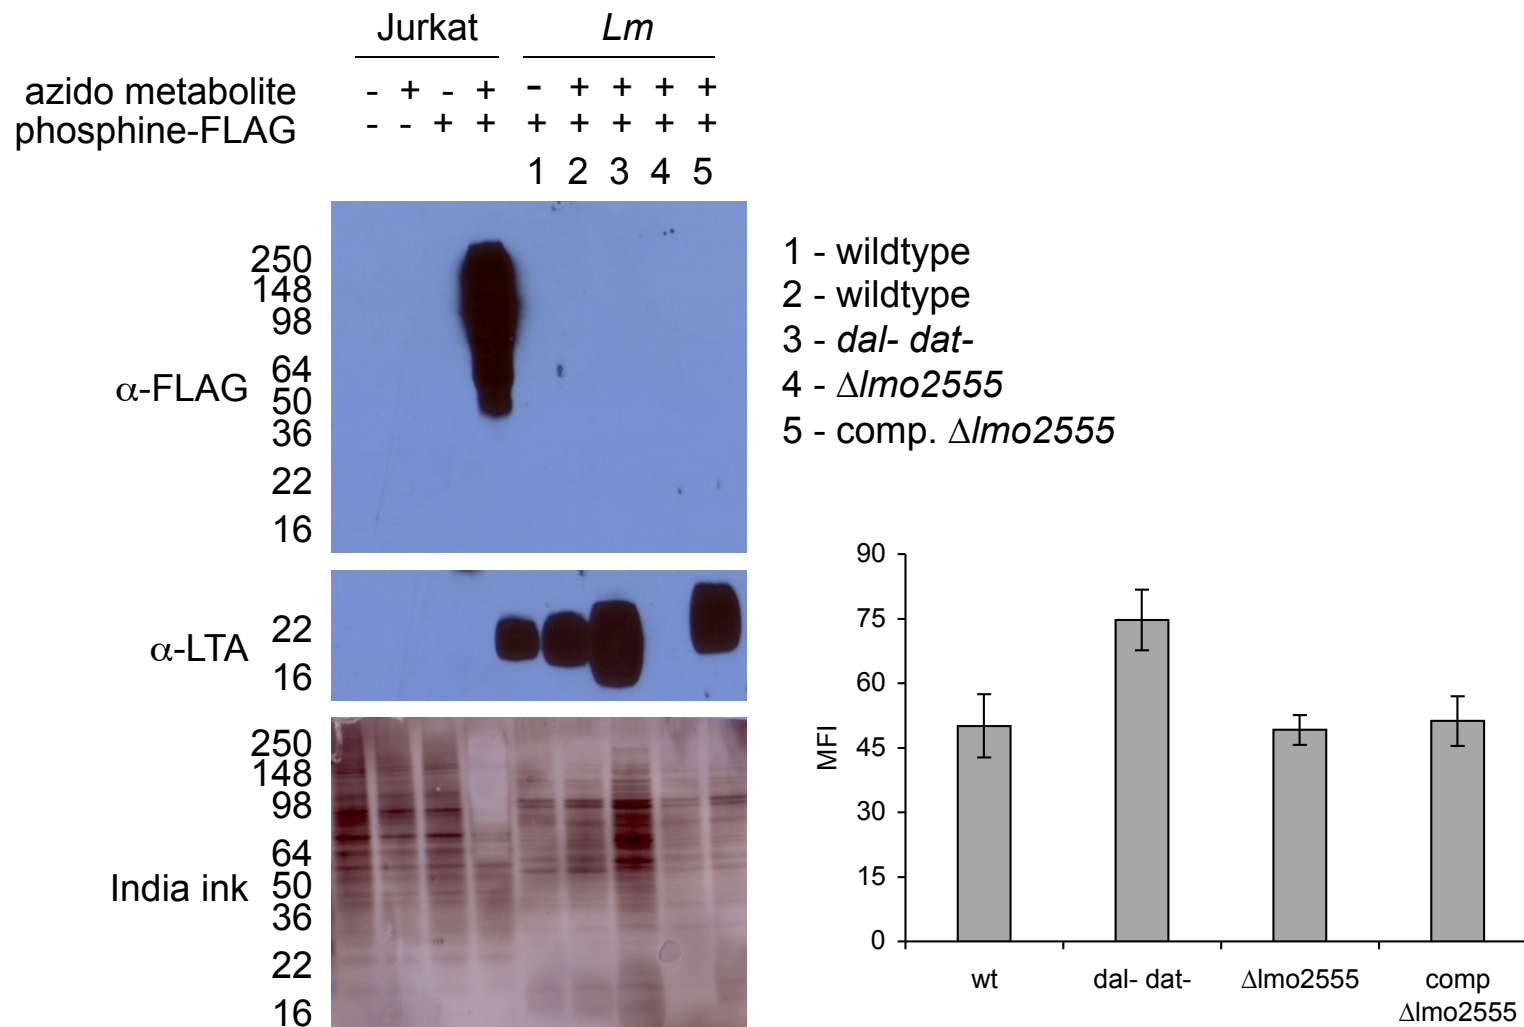 Jurkat Lm
azido metabolite - + - + - + + + +
phosphine-FLAG - - + + + + + + +
1 2 3 4 5
α-FLAG
250
148
98
64
50
36
22
16
α-LTA
22
16
India ink
250
148
98
64
50
36
22
16
1 - wildtype
2 - wildtype
3 - dal- dat-
4 - Δlmo2555
5 - comp. Δlmo2555
MFI
90
75
60
45
30
15
0
wt dal- dat- Δlmo2555 comp
Δlmo2555